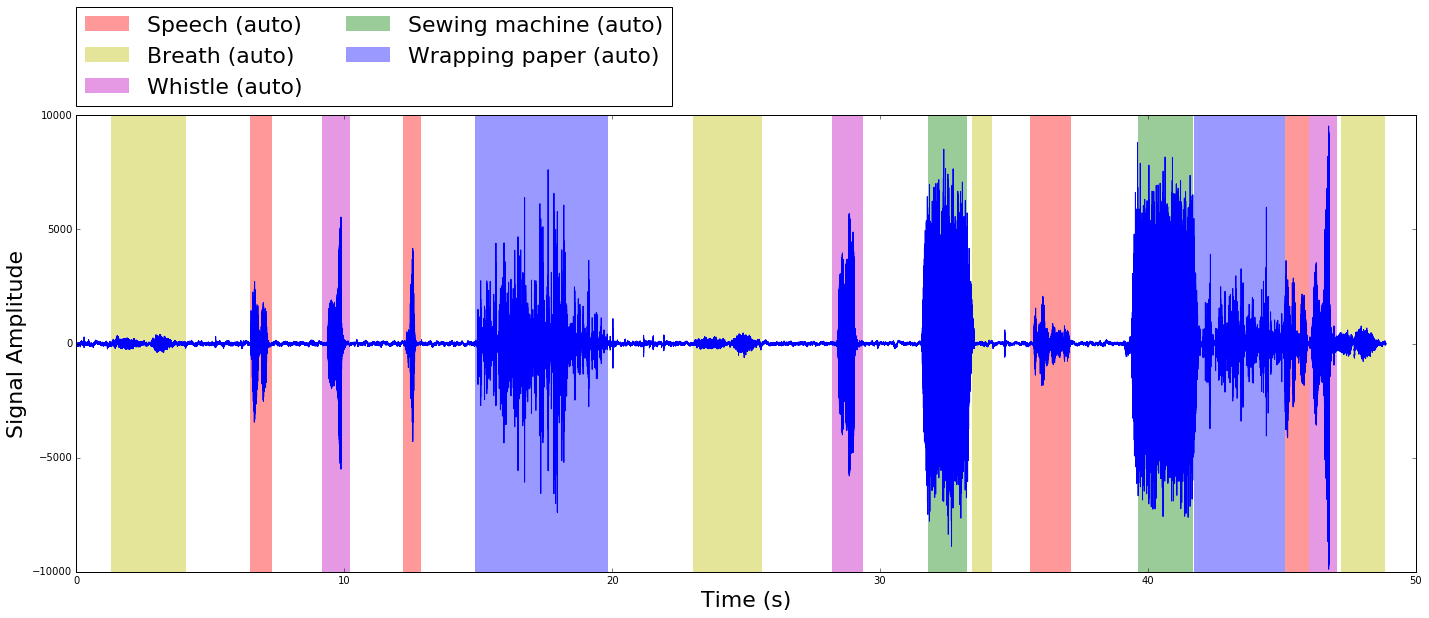 Speech (auto) Sewing machine (auto)
Breath (auto) Wrapping paper (auto)
Whistle (auto)
10000
5000
0
−5000
−10000
Signal Amplitude
0 10 20 30 40 50
Time (s)